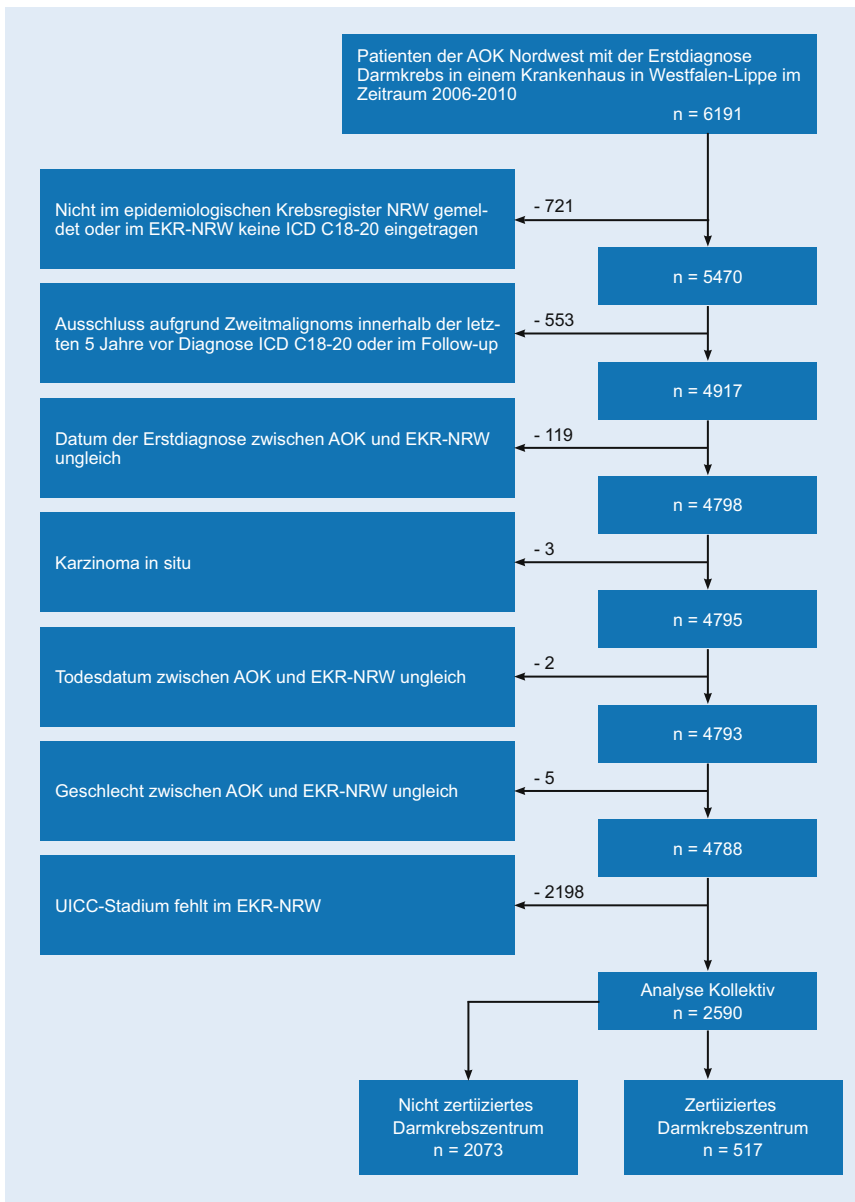 Patienten der AOK Nordwest mit der Erstdiagnose
Darmkrebs in einem Krankenhaus in Westfalen-Lippe im
Zeitraum 2006-2010
n = 6191
- 721
Nicht im epidemiologischen Krebsregister NRW gemel-
det oder im EKR-NRW keine ICD C18-20 eingetragen
n = 5470
- 553
Ausschluss aufgrund Zweitmalignoms innerhalb der letz-
ten 5 Jahre vor Diagnose ICD C18-20 oder im Follow-up
n = 4917
- 119
Datum der Erstdiagnose zwischen AOK und EKR-NRW
ungleich
n = 4798
- 3
Karzinoma in situ
n = 4795
- 2
Todesdatum zwischen AOK und EKR-NRW ungleich
n = 4793
- 5
Geschlecht zwischen AOK und EKR-NRW ungleich
n = 4788
- 2198
UICC-Stadium fehlt im EKR-NRW
Analyse Kollektiv
n = 2590
Nicht zertiiziertes
Darmkrebszentrum
n = 2073
Zertiiziertes
Darmkrebszentrum
n = 517